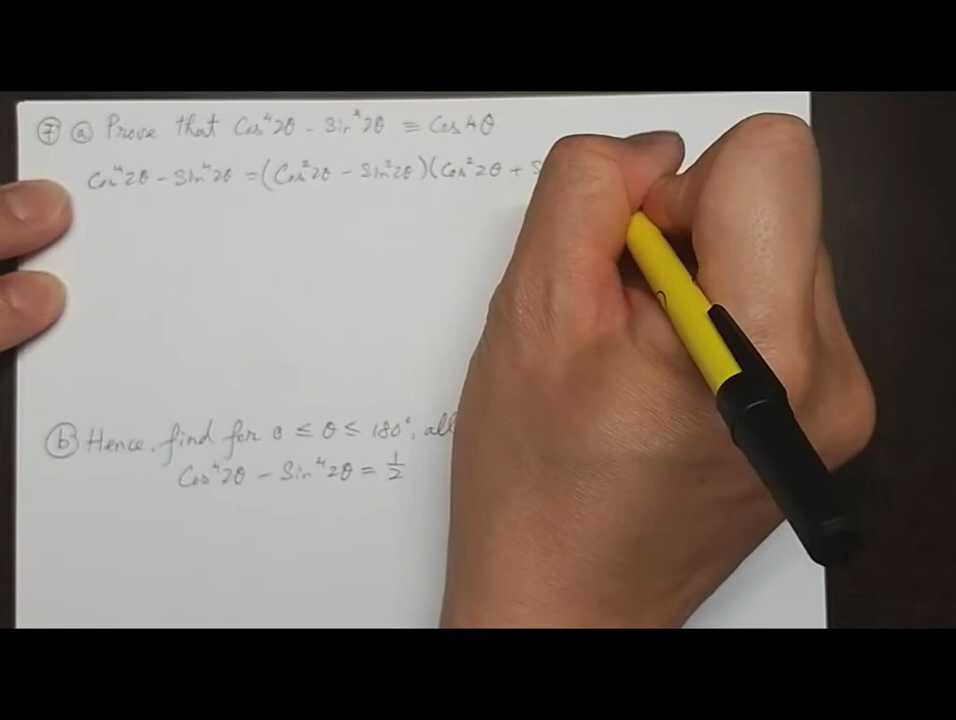 ⑦ ⓐ Prove that Cos⁴2θ - Sin⁴2θ ≡ Cos4θ
Cos⁴2θ - Sin⁴2θ = (Cos²2θ - Sin²2θ)(Cos²2θ + S
ⓑ Hence, find for 0 ≤ θ ≤ 180°, all
Cos⁴2θ - Sin⁴2θ = 1/2